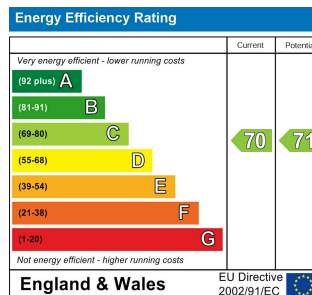 Energy Efficiency Rating
Current Potentia
Very energy efficient - lower running costs
(92 plus) A
(81-91) B
(69-80) C
70 71
(55-68) D
(39-54) E
(21-38) F
(1-20) G
Not energy efficient - higher running costs
England & Wales
EU Directive
2002/91/EC